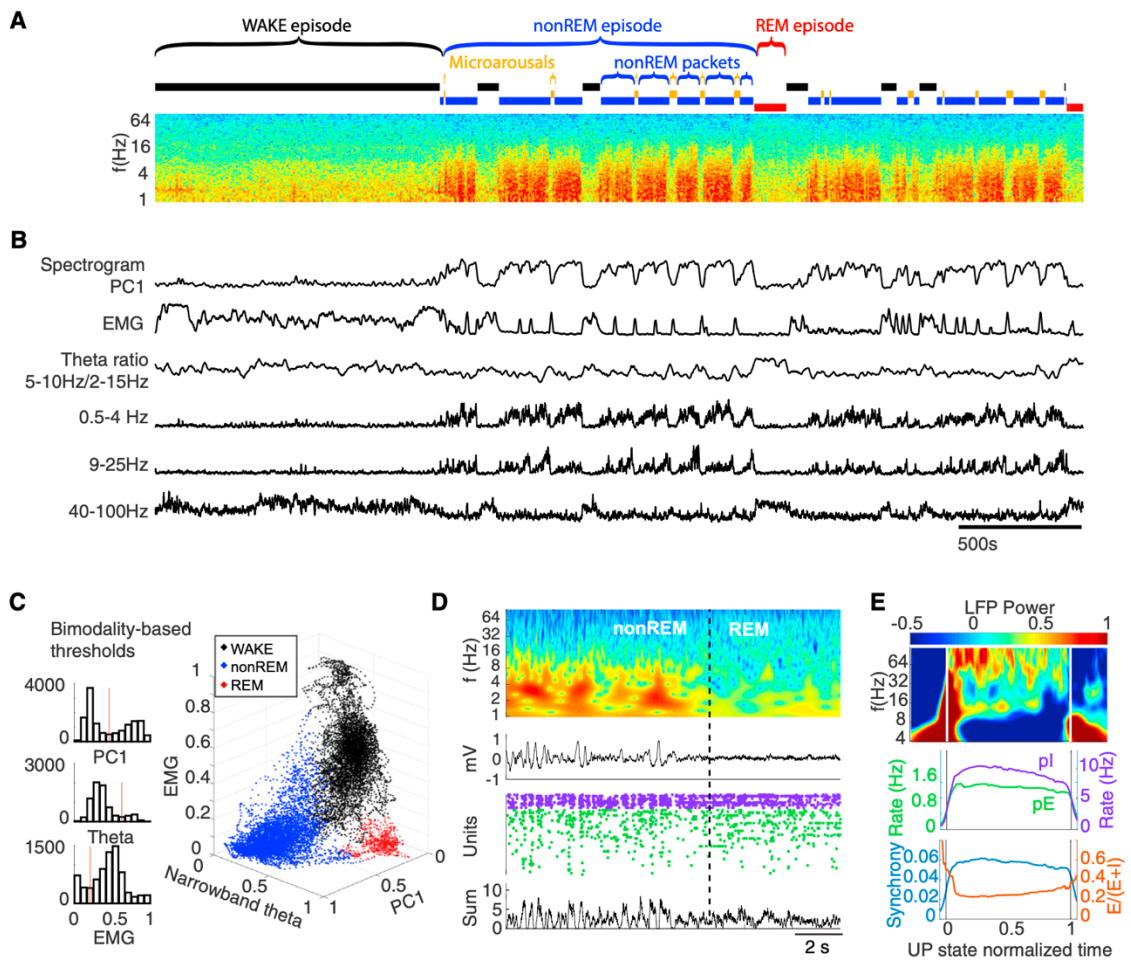 A
WAKE episode
nonREM episode
REM episode
Microarousals
nonREM packets
f(Hz)
64
16
4
1
B
Spectrogram
PC1
EMG
Theta ratio
5-10Hz/2-15Hz
0.5-4 Hz
9-25Hz
40-100Hz
500s
C
Bimodality-based
thresholds
4000
0
PC1
3000
0
Theta
1500
0
0 0.5 1
EMG
WAKE
nonREM
REM
EMG
1
0.8
0.6
0.4
0.2
0
0
0.5
1
Narrowband theta
1
0.5
0
PC1
D
f (Hz)
64
32
16
8
4
2
1
nonREM
REM
mV
1
0
-1
Units
Sum
10
5
0
2 s
E
LFP Power
-0.5 0 0.5 1
f(Hz)
64
32
16
8
4
Rate (Hz)
1.6
0.8
0
pI
pE
10
5
0
Rate (Hz)
Synchrony
0.06
0.04
0.02
0
0.6
0.4
0.2
0
E/(E+I)
0 0.5 1
UP state normalized time